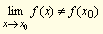 lim f(x) ≠ f(x₀)
x→x₀